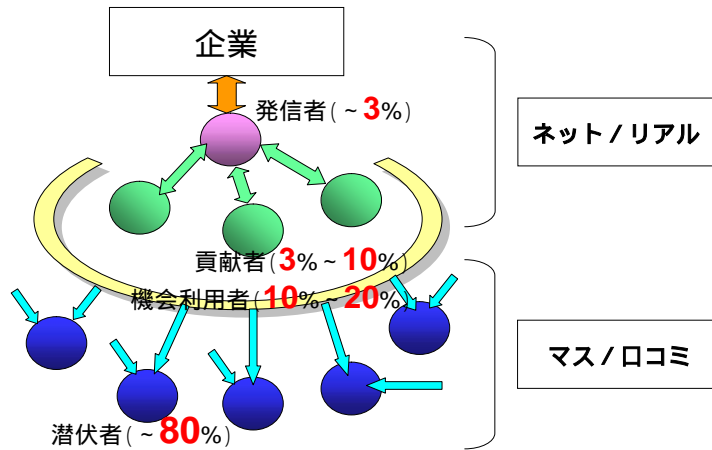 企業
発信者(~3%)
ネット/リアル
貢献者(3%~10%)
機会利用者(10%~20%)
マス/口コミ
潜伏者(~80%)